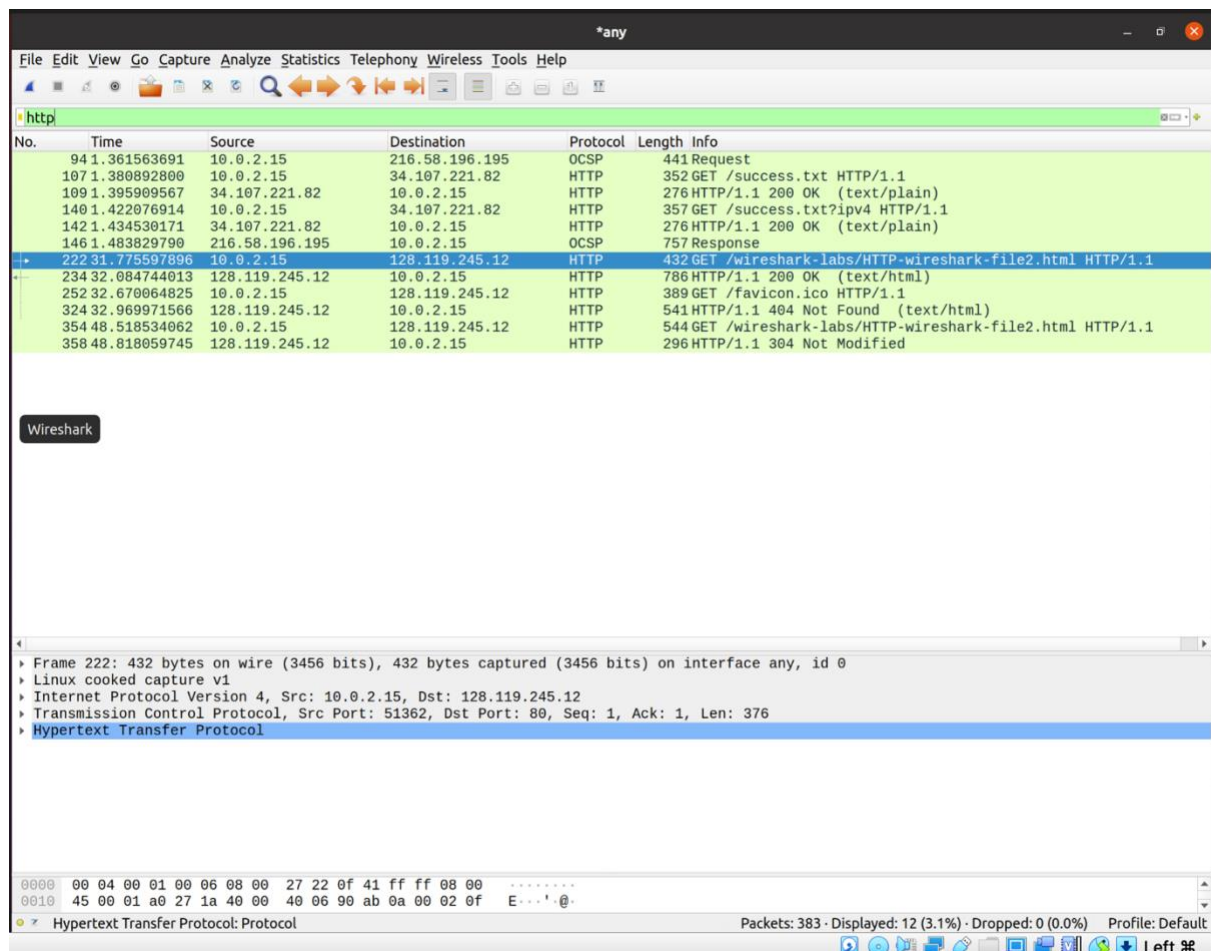 *any
File Edit View Go Capture Analyze Statistics Telephony Wireless Tools Help
http
No. Time Source Destination Protocol Length Info
94 1.361563691 10.0.2.15 216.58.196.195 OCSP 441 Request
107 1.380892800 10.0.2.15 34.107.221.82 HTTP 352 GET /success.txt HTTP/1.1
109 1.395909567 34.107.221.82 10.0.2.15 HTTP 276 HTTP/1.1 200 OK (text/plain)
140 1.422076914 10.0.2.15 34.107.221.82 HTTP 357 GET /success.txt?ipv4 HTTP/1.1
142 1.434530171 34.107.221.82 10.0.2.15 HTTP 276 HTTP/1.1 200 OK (text/plain)
146 1.483829790 216.58.196.195 10.0.2.15 OCSP 757 Response
222 31.775597896 10.0.2.15 128.119.245.12 HTTP 432 GET /wireshark-labs/HTTP-wireshark-file2.html HTTP/1.1
234 32.084744013 128.119.245.12 10.0.2.15 HTTP 786 HTTP/1.1 200 OK (text/html)
252 32.670064825 10.0.2.15 128.119.245.12 HTTP 389 GET /favicon.ico HTTP/1.1
324 32.969971566 128.119.245.12 10.0.2.15 HTTP 541 HTTP/1.1 404 Not Found (text/html)
354 48.518534062 10.0.2.15 128.119.245.12 HTTP 544 GET /wireshark-labs/HTTP-wireshark-file2.html HTTP/1.1
358 48.818059745 128.119.245.12 10.0.2.15 HTTP 296 HTTP/1.1 304 Not Modified
Wireshark
Frame 222: 432 bytes on wire (3456 bits), 432 bytes captured (3456 bits) on interface any, id 0
Linux cooked capture v1
Internet Protocol Version 4, Src: 10.0.2.15, Dst: 128.119.245.12
Transmission Control Protocol, Src Port: 51362, Dst Port: 80, Seq: 1, Ack: 1, Len: 376
Hypertext Transfer Protocol
0000 00 04 00 01 00 06 08 00 27 22 0f 41 ff ff 08 00 ········
0010 45 00 01 a0 27 1a 40 00 40 06 90 ab 0a 00 02 0f E···'·@·
Hypertext Transfer Protocol: Protocol Packets: 383 · Displayed: 12 (3.1%) · Dropped: 0 (0.0%) Profile: Default
Left ⌘